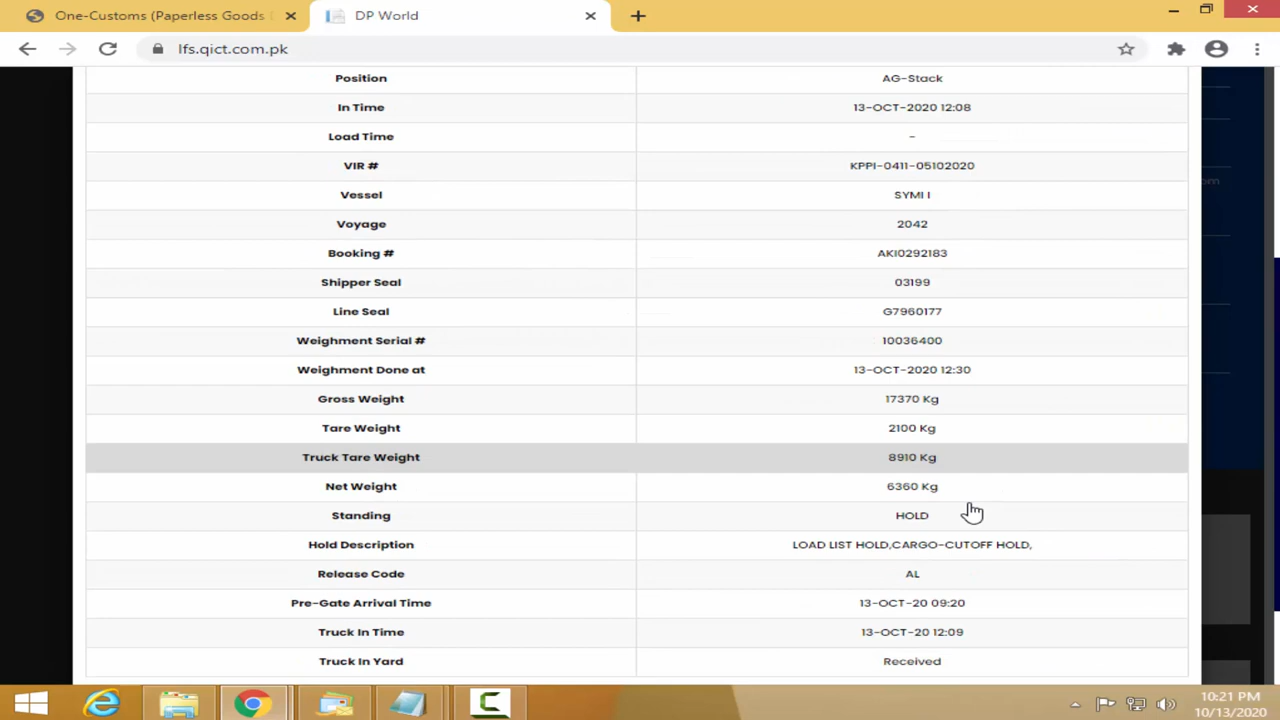 One-Customs (Paperless Goods
DP World
lfs.qict.com.pk
Position AG-Stack
In Time 13-OCT-2020 12:08
Load Time -
VIR # KPPI-0411-05102020
Vessel SYMI I
Voyage 2042
Booking # AKI0292183
Shipper Seal 03199
Line Seal G7960177
Weighment Serial # 10036400
Weighment Done at 13-OCT-2020 12:30
Gross Weight 17370 Kg
Tare Weight 2100 Kg
Truck Tare Weight 8910 Kg
Net Weight 6360 Kg
Standing HOLD
Hold Description LOAD LIST HOLD,CARGO-CUTOFF HOLD,
Release Code AL
Pre-Gate Arrival Time 13-OCT-20 09:20
Truck In Time 13-OCT-20 12:09
Truck In Yard Received
om
10:21 PM
10/13/2020